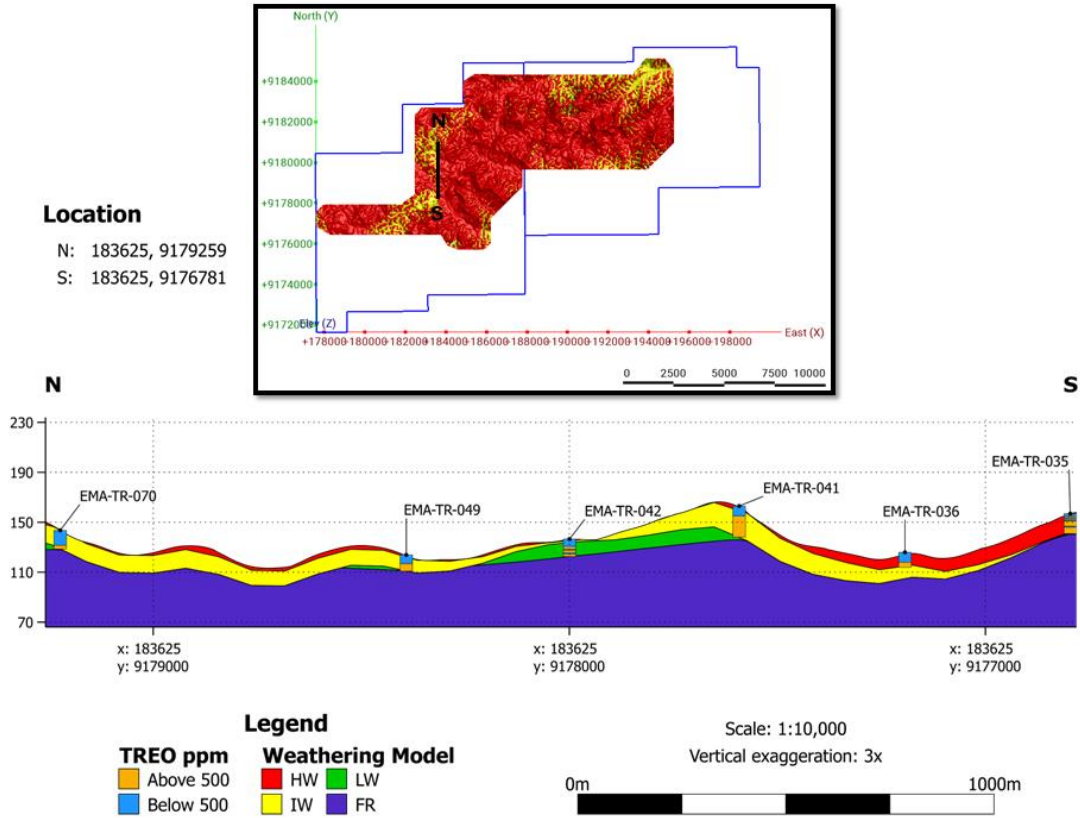 North (Y)
+9184000
+9182000
+9180000
+9178000
+9176000
+9174000
+9172000
Elev (Z)
N
S
East (X)
+178000 +180000 +182000 +184000 +186000 +188000 +190000 +192000 +194000 +196000 +198000
0 2500 5000 7500 10000
Location
N: 183625, 9179259
S: 183625, 9176781
N
S
230
190
150
110
70
EMA-TR-070
EMA-TR-049
EMA-TR-042
EMA-TR-041
EMA-TR-036
EMA-TR-035
x: 183625
y: 9179000
x: 183625
y: 9178000
x: 183625
y: 9177000
Legend
TREO ppm
Above 500
Below 500
Weathering Model
HW
LW
IW
FR
Scale: 1:10,000
Vertical exaggeration: 3x
0m
1000m